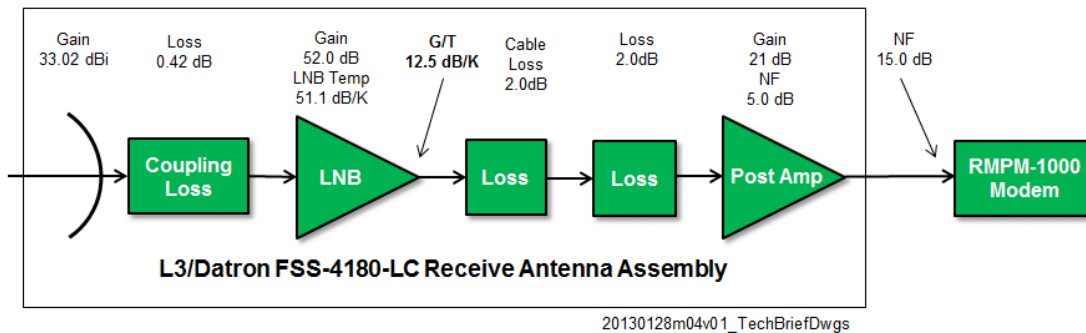 Gain
33.02 dBi
Loss
0.42 dB
Gain
52.0 dB
LNB Temp
51.1 dB/K
G/T
12.5 dB/K
Cable
Loss
2.0dB
Loss
2.0dB
Gain
21 dB
NF
5.0 dB
NF
15.0 dB
Coupling
Loss
LNB
Loss
Loss
Post Amp
RMPM-1000
Modem
L3/Datron FSS-4180-LC Receive Antenna Assembly
20130128m04v01_TechBriefDwgs